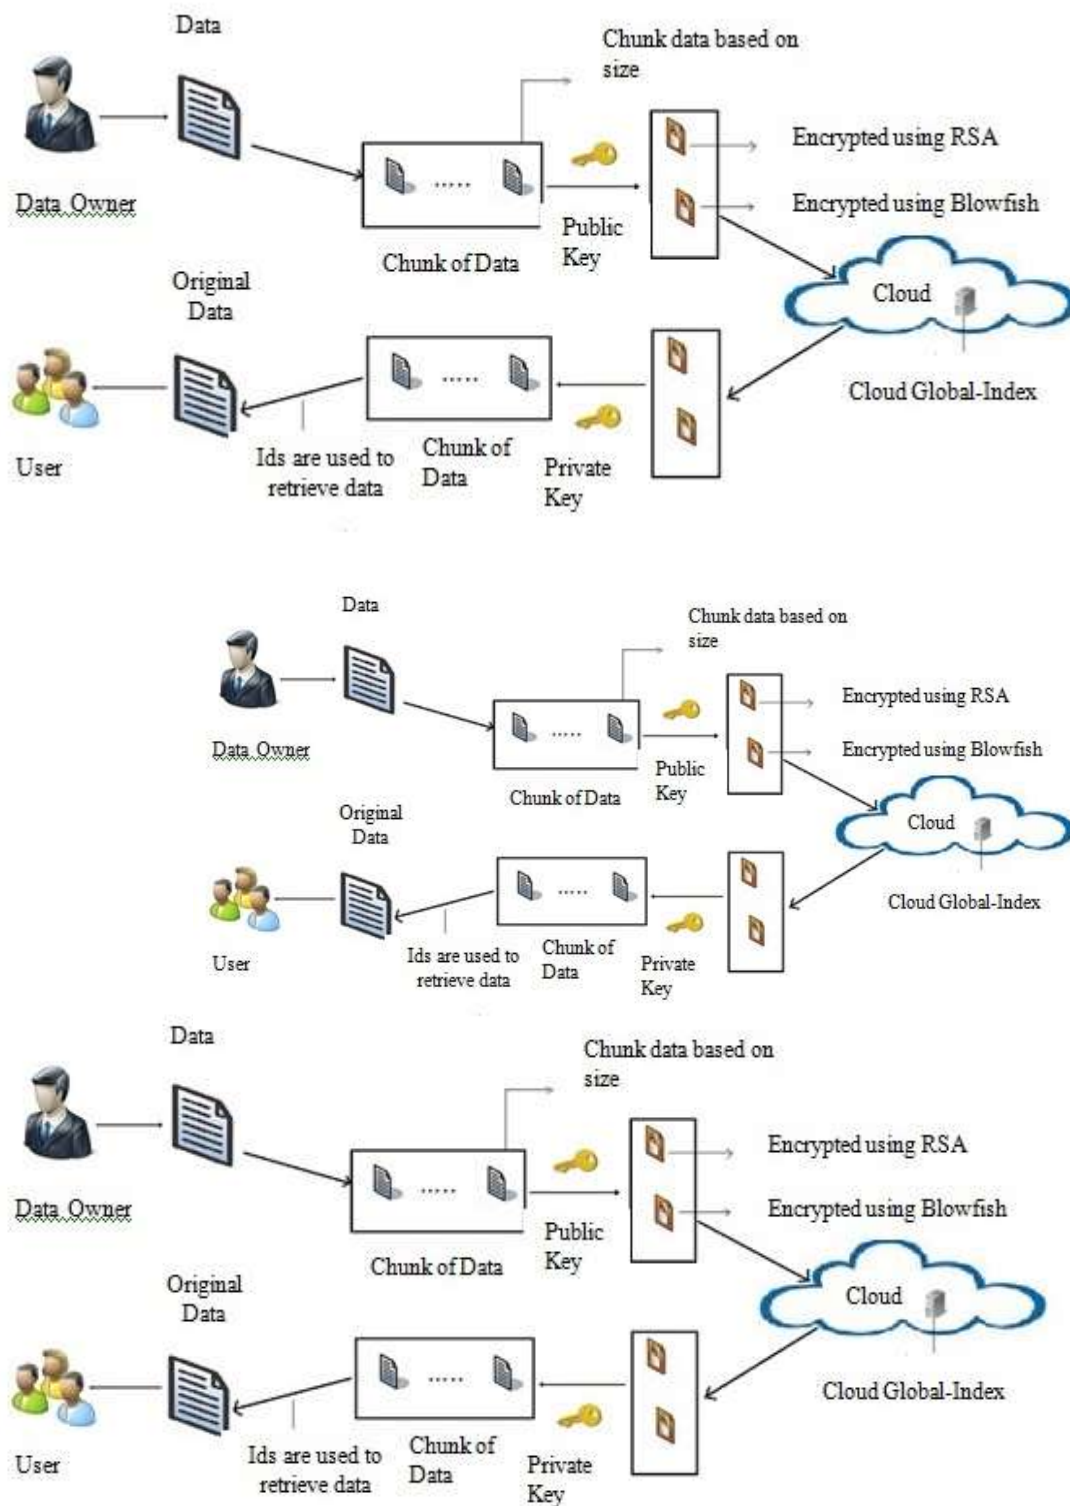 Data
Chunk data based on
size
Encrypted using RSA
Data Owner
Encrypted using Blowfish
Public
Key
Chunk of Data
Original
Data
Cloud
Cloud Global-Index
User
Ids are used to
retrieve data
Chunk of
Data
Private
Key
Data
Chunk data based on
size
Encrypted using RSA
Data Owner
Encrypted using Blowfish
Public
Key
Chunk of Data
Original
Data
Cloud
Cloud Global-Index
User
Ids are used to
retrieve data
Chunk of
Data
Private
Key
Data
Chunk data based on
size
Encrypted using RSA
Data Owner
Encrypted using Blowfish
Public
Key
Chunk of Data
Original
Data
Cloud
Cloud Global-Index
User
Ids are used to
retrieve data
Chunk of
Data
Private
Key